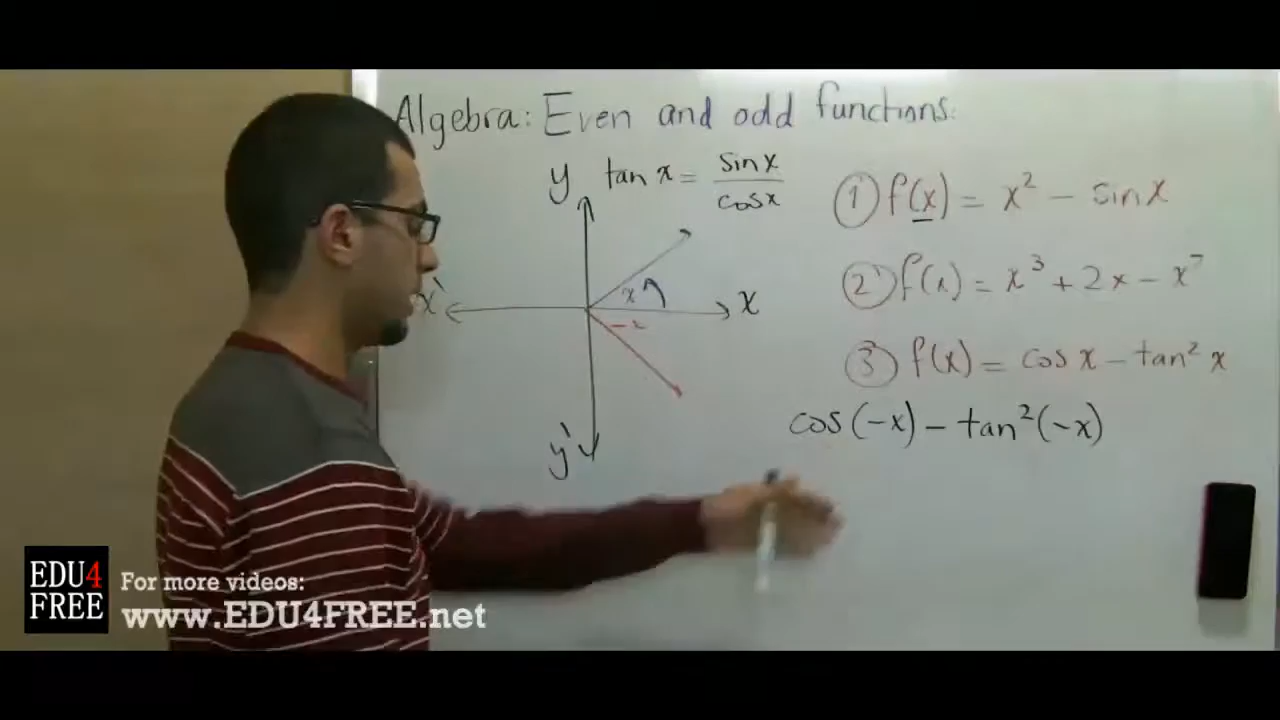 Algebra: Even and odd functions:
y tan x = sin x / cos x
x` x
x
-x
y`
① f(x) = x² - sin x
② f(x) = x³ + 2x - x⁷
③ f(x) = cos x - tan² x
cos(-x) - tan²(-x)
EDU4
FREE
For more videos:
www.EDU4FREE.net